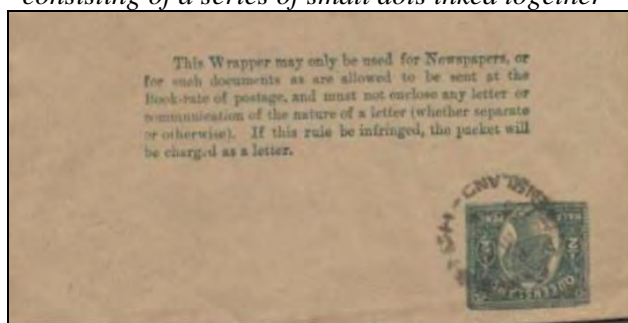 consisting of a series of small dots inked together
This Wrapper may only be used for Newspapers, or
for such documents as are allowed to be sent at the
Book-rate of postage, and must not enclose any letter or
communication of the nature of a letter (whether separate
or otherwise). If this rule be infringed, the packet will
be charged as a letter.